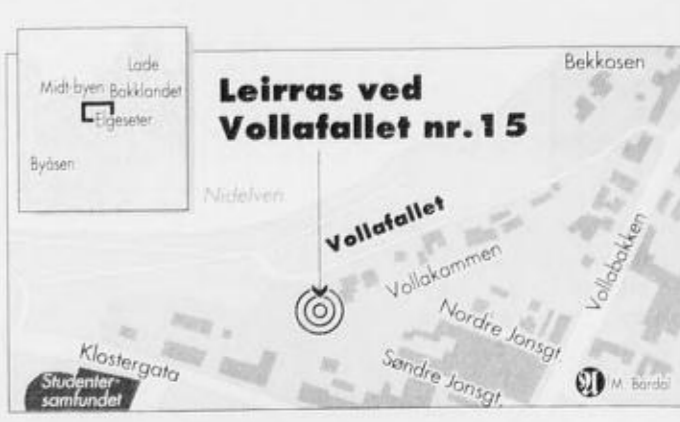 Lade
Midt-byen Bakklandet
Elgeseter
Byåsen
Leirras ved
Vollafallet nr.15
Bekkasen
Nidelven
Vollafallet
Vollakammen
Vollabakken
Nordre Jonsgt.
Søndre Jonsgt.
Klostergata
Studenter-
samfundet
M. Bårdal